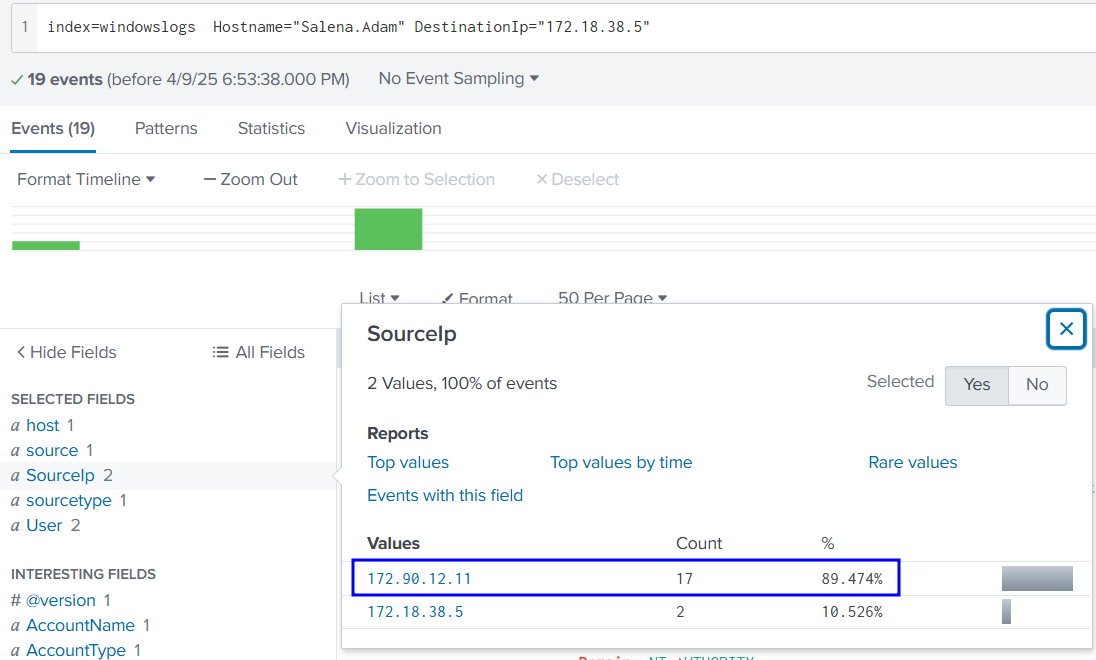 1 index=windowslogs Hostname="Salena.Adam" DestinationIp="172.18.38.5"
✓ 19 events (before 4/9/25 6:53:38.000 PM) No Event Sampling ▾
Events (19) Patterns Statistics Visualization
Format Timeline ▾ — Zoom Out + Zoom to Selection × Deselect
List ▾ Format 50 Per Page ▾
SourceIp
< Hide Fields All Fields
2 Values, 100% of events Selected Yes No
SELECTED FIELDS
a host 1
a source 1
a SourceIp 2
a sourcetype 1
a User 2
Reports
Top values Top values by time Rare values
Events with this field
Values Count %
172.90.12.11 17 89.474%
172.18.38.5 2 10.526%
INTERESTING FIELDS
# @version 1
a AccountName 1
a AccountType 1
Domain: NT AUTHORITY